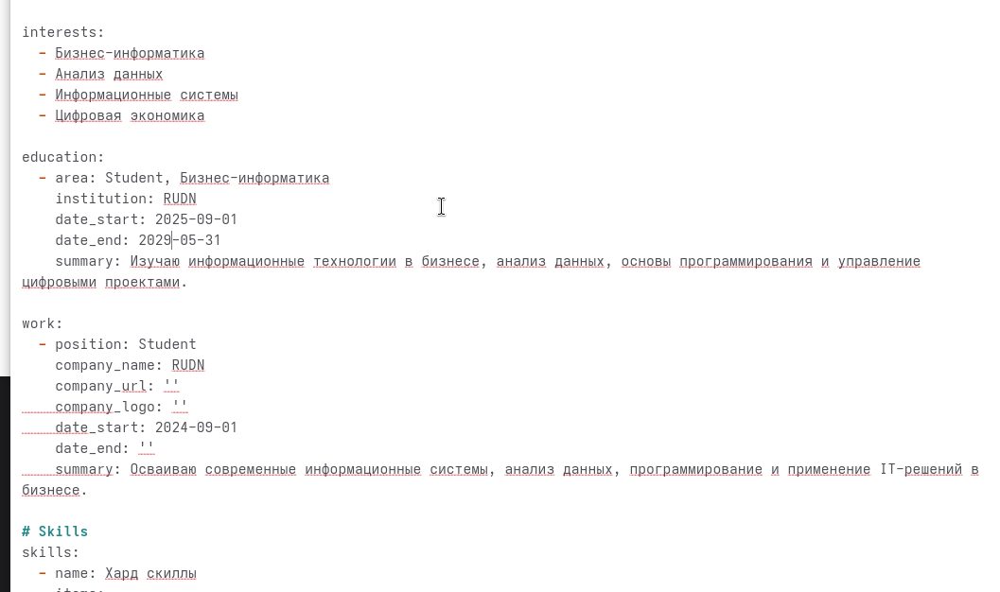 interests:
  - Бизнес-информатика
  - Анализ данных
  - Информационные системы
  - Цифровая экономика

education:
  - area: Student, Бизнес-информатика
    institution: RUDN
    date_start: 2025-09-01
    date_end: 2029-05-31
    summary: Изучаю информационные технологии в бизнесе, анализ данных, основы программирования и управление
цифровыми проектами.

work:
  - position: Student
    company_name: RUDN
    company_url: ''
    company_logo: ''
    date_start: 2024-09-01
    date_end: ''
    summary: Осваиваю современные информационные системы, анализ данных, программирование и применение IT-решений в
бизнесе.

# Skills
skills:
  - name: Хард скиллы